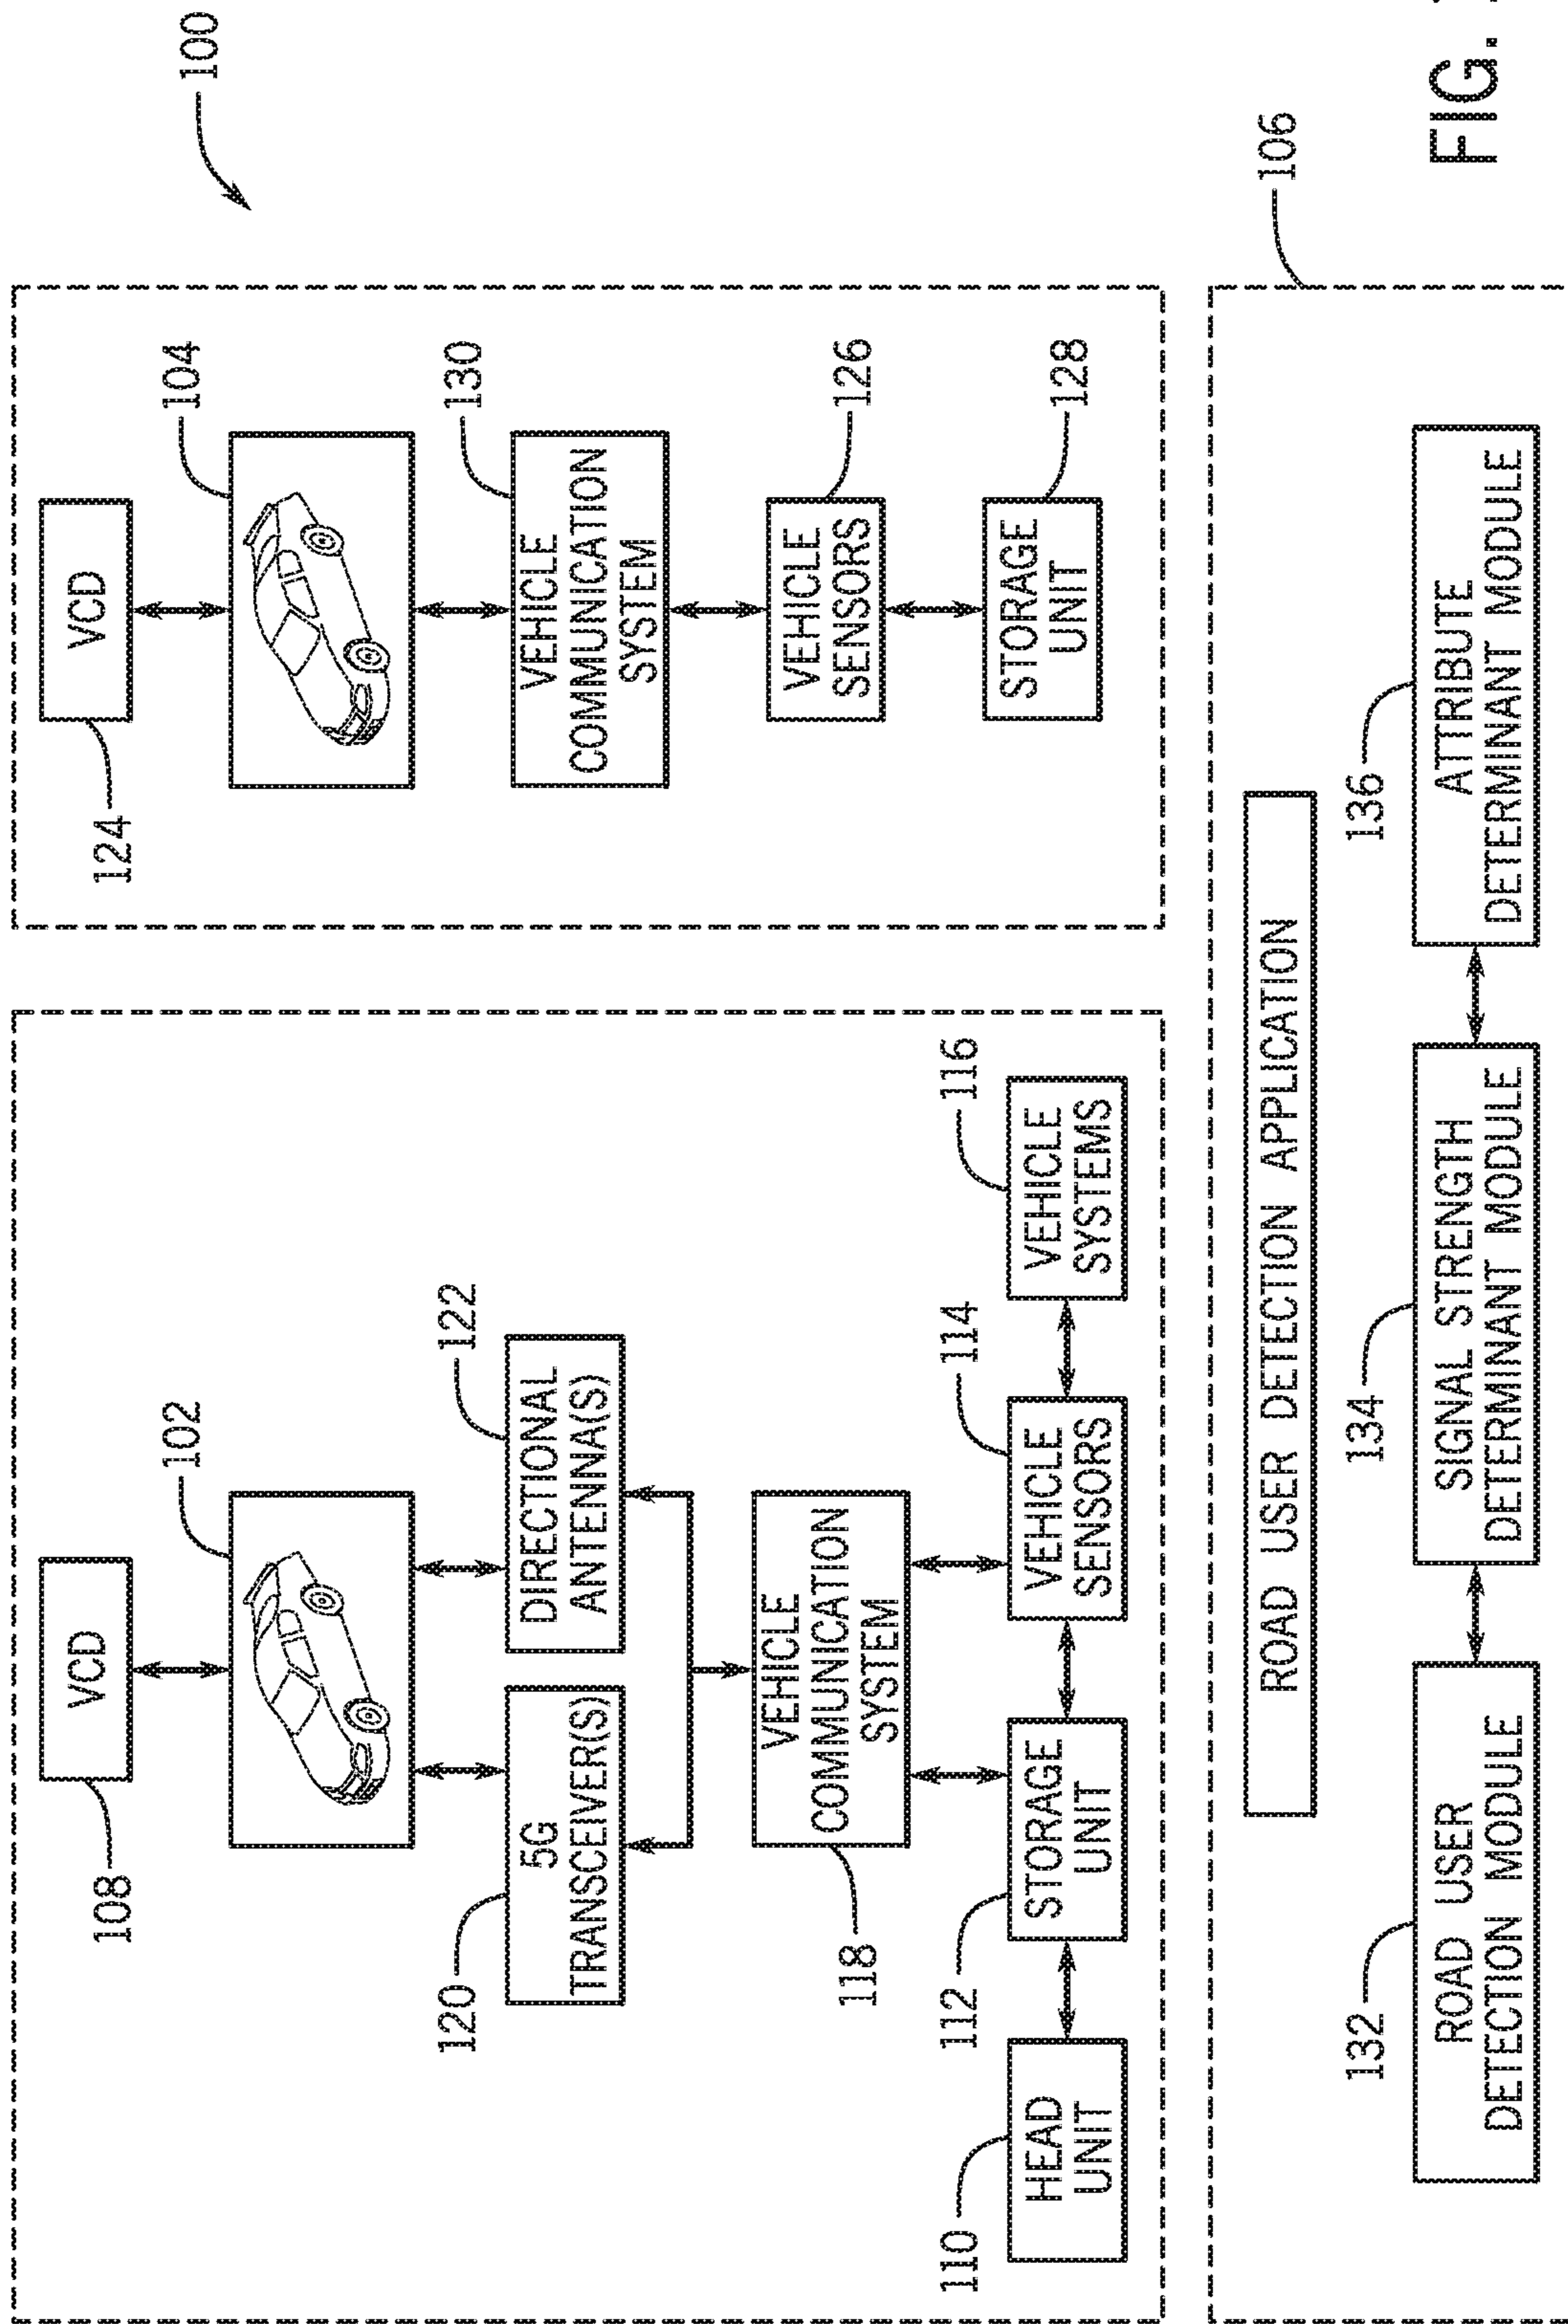 100
VCD
108
102
5G
TRANSCEIVER(S)
120
DIRECTIONAL
ANTENNA(S)
122
VEHICLE
COMMUNICATION
SYSTEM
118
HEAD
UNIT
110
STORAGE
UNIT
112
VEHICLE
SENSORS
114
VEHICLE
SYSTEMS
116
VCD
124
104
VEHICLE
COMMUNICATION
SYSTEM
130
VEHICLE
SENSORS
126
STORAGE
UNIT
128
106
ROAD USER DETECTION APPLICATION
132
ROAD USER
DETECTION MODULE
134
SIGNAL STRENGTH
DETERMINANT MODULE
136
ATTRIBUTE
DETERMINANT MODULE
FIG.